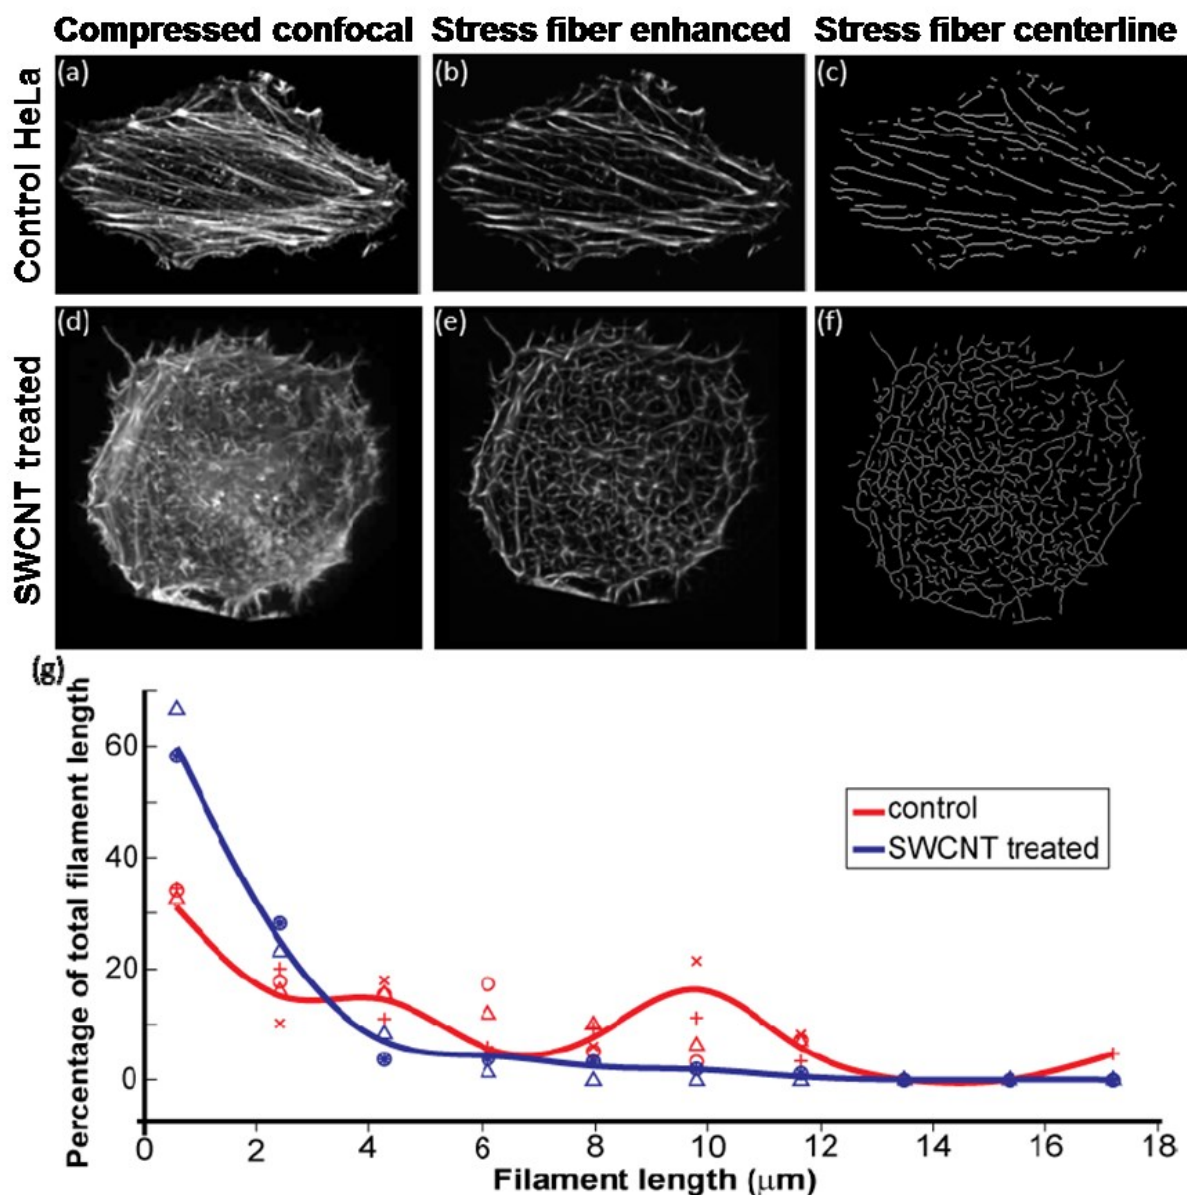 Compressed confocal Stress fiber enhanced Stress fiber centerline
Control HeLa
(a) (b) (c)
SWCNT treated
(d) (e) (f)
(g)
Percentage of total filament length
60
40
20
0
control
SWCNT treated
0 2 4 6 8 10 12 14 16 18
Filament length (μm)